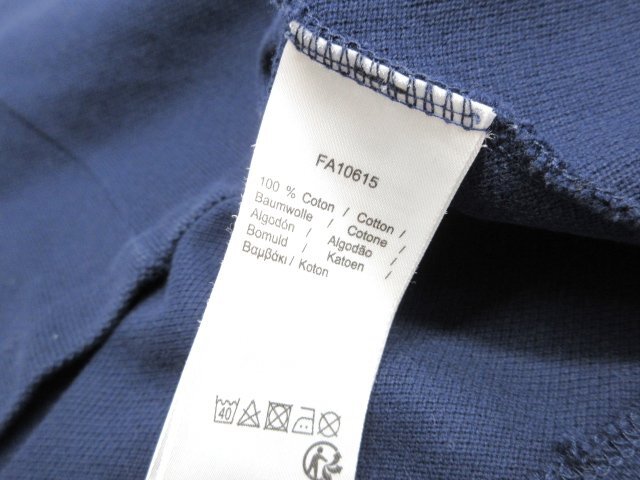 FA10615
100 % Coton / Cotton /
Baumwolle / Cotone /
Algodón / Algodão /
Bomuld / Katoen /
Βαμβάκι / Koton
40